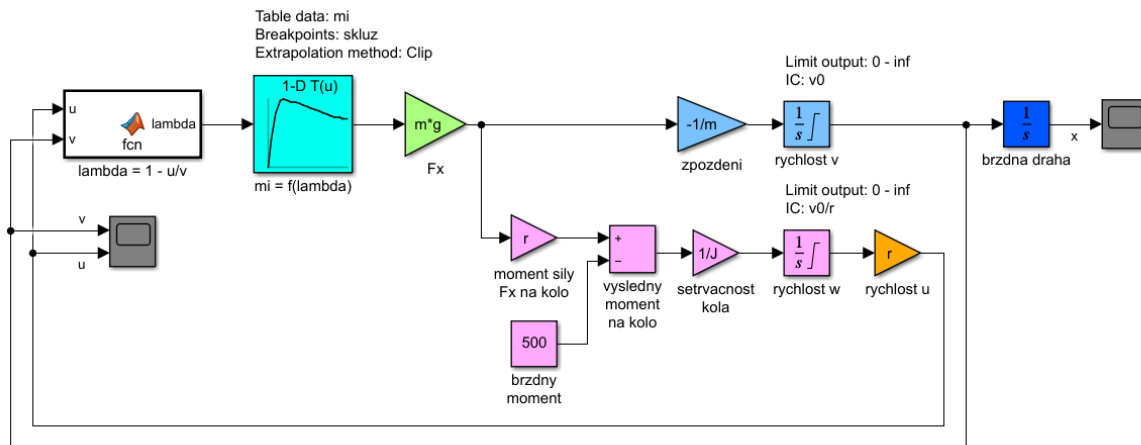 Table data: mi
Breakpoints: skluz
Extrapolation method: Clip
1-D T(u)
mi = f(lambda)
u
v
lambda
fcn
lambda = 1 - u/v
m*g
Fx
-1/m
zpozdeni
Limit output: 0 - inf
IC: v0
1
s
rychlost v
1
s
brzdna draha
x
v
u
r
moment sily
Fx na kolo
+
−
vysledny
moment
na kolo
1/J
setrvacnost
kola
Limit output: 0 - inf
IC: v0/r
1
s
rychlost w
r
rychlost u
500
brzdny
moment